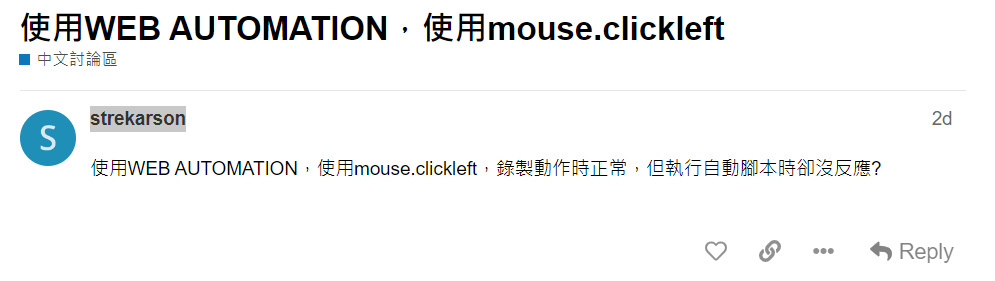 使用WEB AUTOMATION，使用mouse.clickleft
中文討論區
S
strekarson
2d
使用WEB AUTOMATION，使用mouse.clickleft，錄製動作時正常，但執行自動腳本時卻沒反應?
Reply